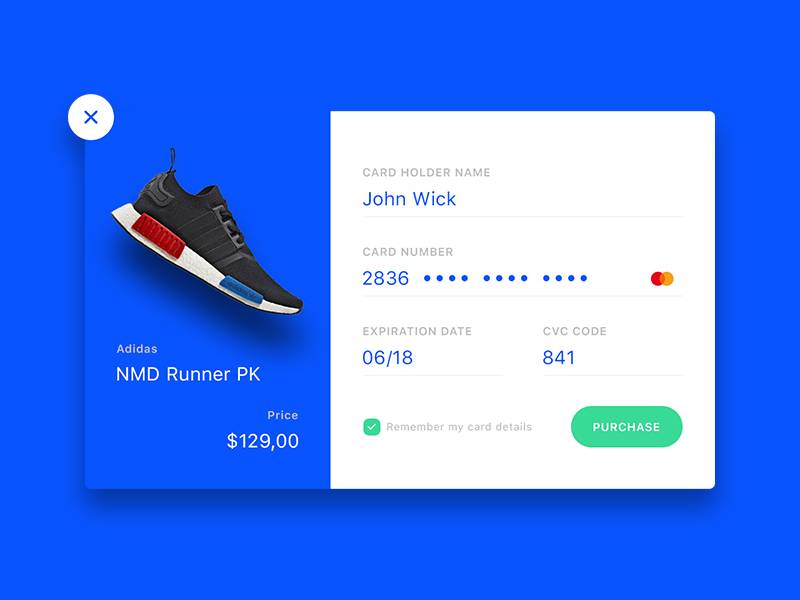 Adidas
NMD Runner PK
Price
$129,00
CARD HOLDER NAME
John Wick
CARD NUMBER
2836 •••• •••• ••••
EXPIRATION DATE
06/18
CVC CODE
841
Remember my card details
PURCHASE